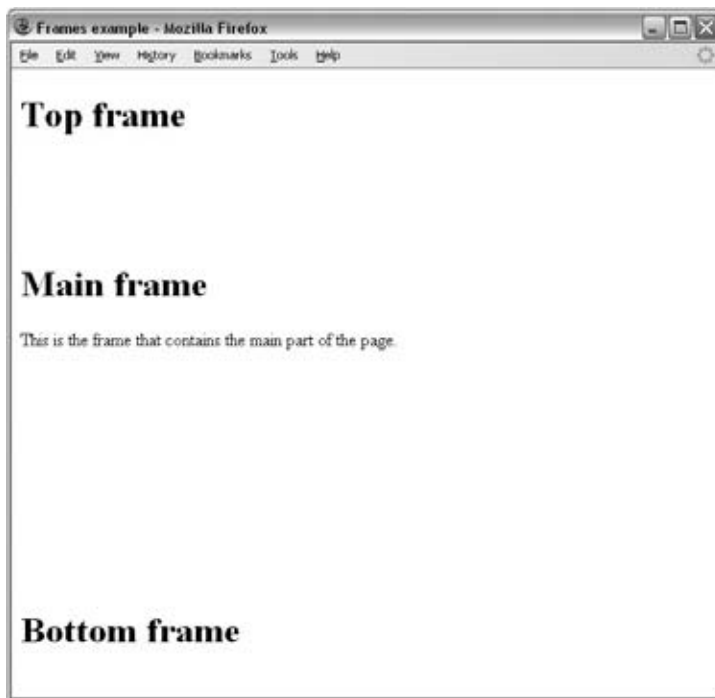 Frames example - Mozilla Firefox
File Edit View History Bookmarks Tools Help
Top frame
Main frame
This is the frame that contains the main part of the page.
Bottom frame